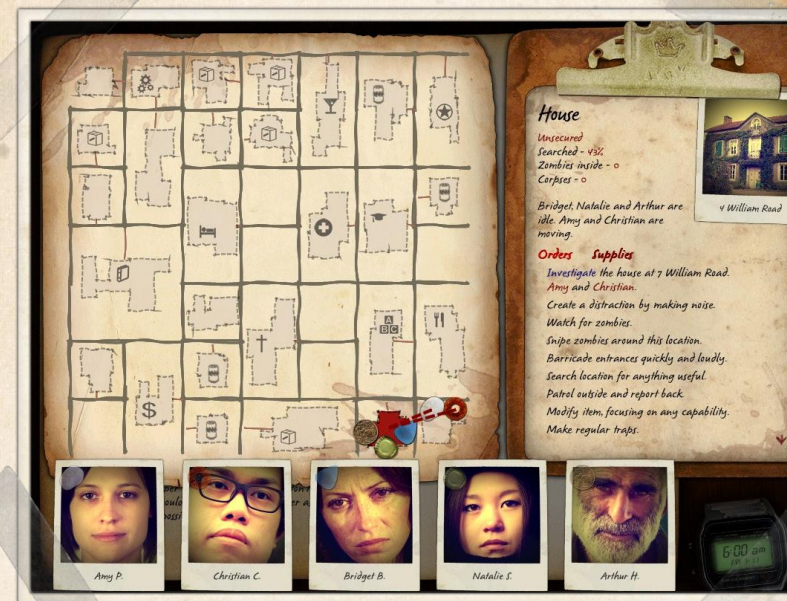 House
Unsecured
Searched - 43%
Zombies inside - 0
Corpses - 0
4 William Road
Bridget, Natalie and Arthur are
idle. Amy and Christian are
moving.
Orders Supplies
Investigate the house at 7 William Road.
Amy and Christian.
Create a distraction by making noise.
Watch for zombies.
Snipe zombies around this location.
Barricade entrances quickly and loudly.
Search location for anything useful.
Patrol outside and report back.
Modify item, focusing on any capability.
Make regular traps.
$
A
B C
Amy P.
Christian C.
Bridget B.
Natalie S.
Arthur H.
6:00 am